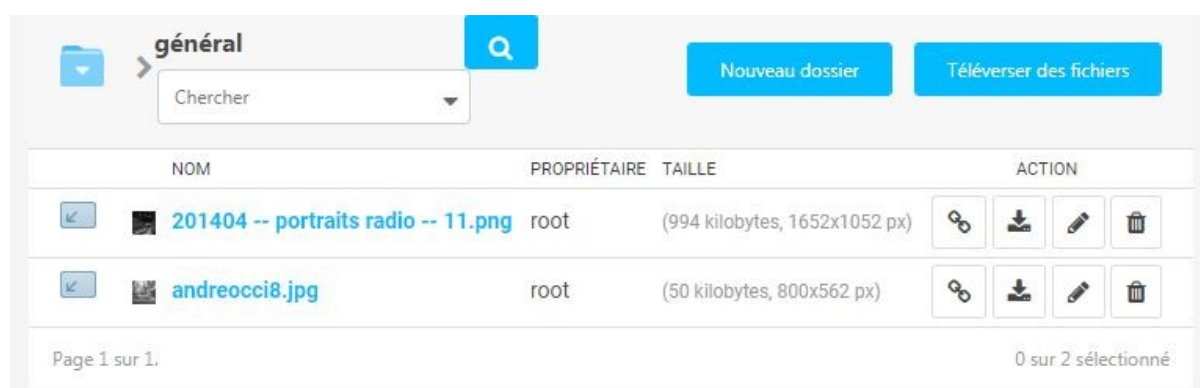 général
Chercher
Nouveau dossier
Téléverser des fichiers
NOM PROPRIÉTAIRE TAILLE ACTION
201404 -- portraits radio -- 11.png root (994 kilobytes, 1652x1052 px)
andreocci8.jpg root (50 kilobytes, 800x562 px)
Page 1 sur 1. 0 sur 2 sélectionné